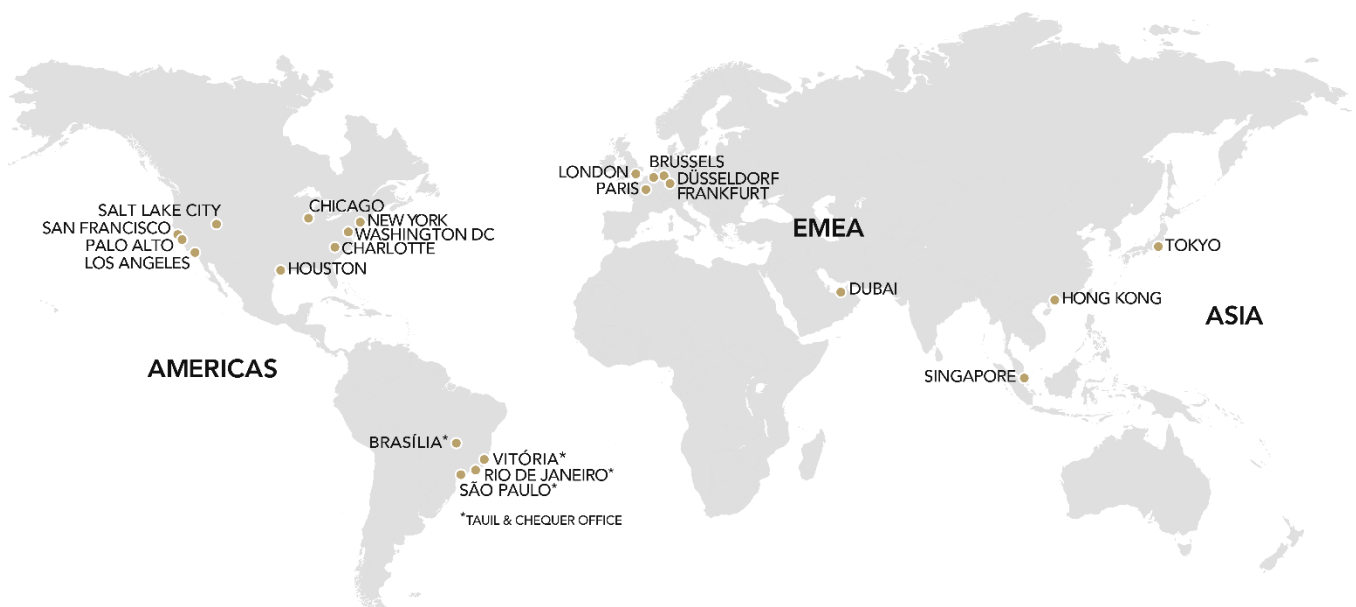 SALT LAKE CITY
SAN FRANCISCO
PALO ALTO
LOS ANGELES
CHICAGO
NEW YORK
WASHINGTON DC
CHARLOTTE
HOUSTON
AMERICAS
BRASÍLIA*
VITÓRIA*
RIO DE JANEIRO*
SÃO PAULO*
*TAUIL & CHEQUER OFFICE
LONDON
PARIS
BRUSSELS
DÜSSELDORF
FRANKFURT
EMEA
DUBAI
TOKYO
HONG KONG
ASIA
SINGAPORE